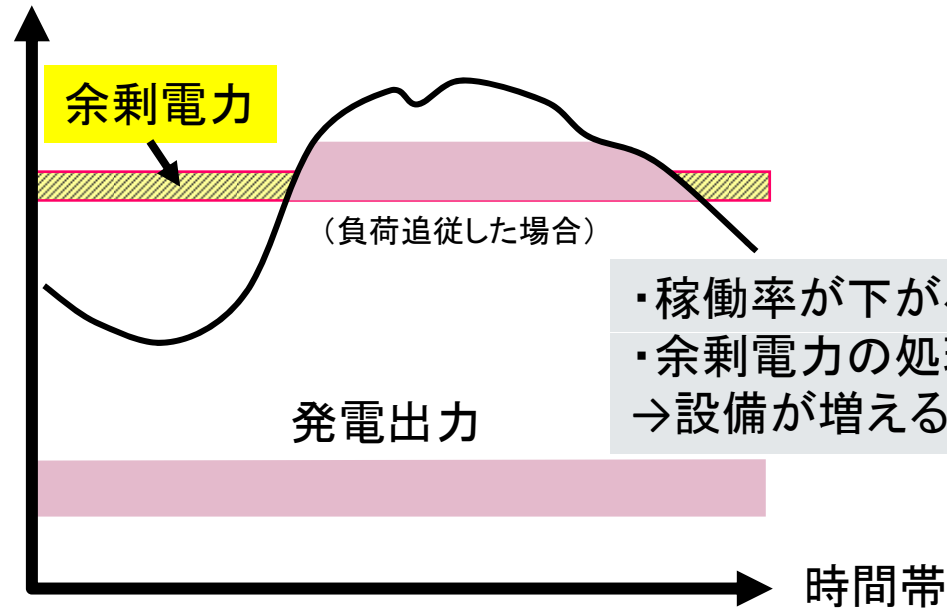 余剰電力
（負荷追従した場合）
・稼働率が下が
・余剰電力の処
→設備が増える
発電出力
時間帯